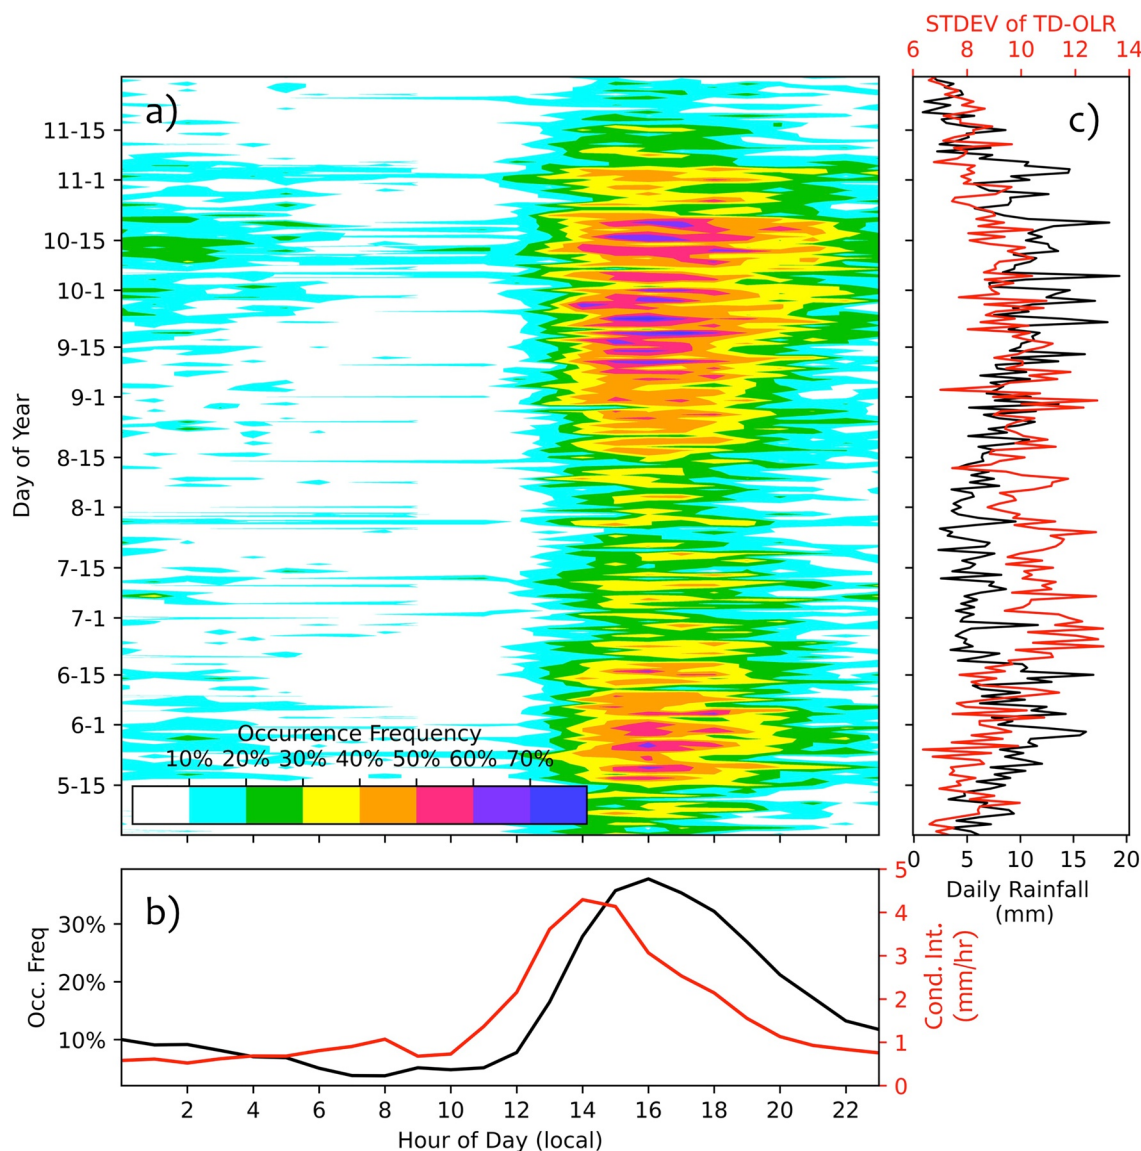 STDEV of TD-OLR
6 8 10 12 14
a)
c)
11-15
11-1
10-15
10-1
9-15
9-1
8-15
8-1
7-15
7-1
6-15
6-1
5-15
Day of Year
Occurrence Frequency
10% 20% 30% 40% 50% 60% 70%
0 5 10 15 20
Daily Rainfall
(mm)
b)
30%
20%
10%
Occ. Freq
5
4
3
2
1
0
Cond. Int.
(mm/hr)
2 4 6 8 10 12 14 16 18 20 22
Hour of Day (local)